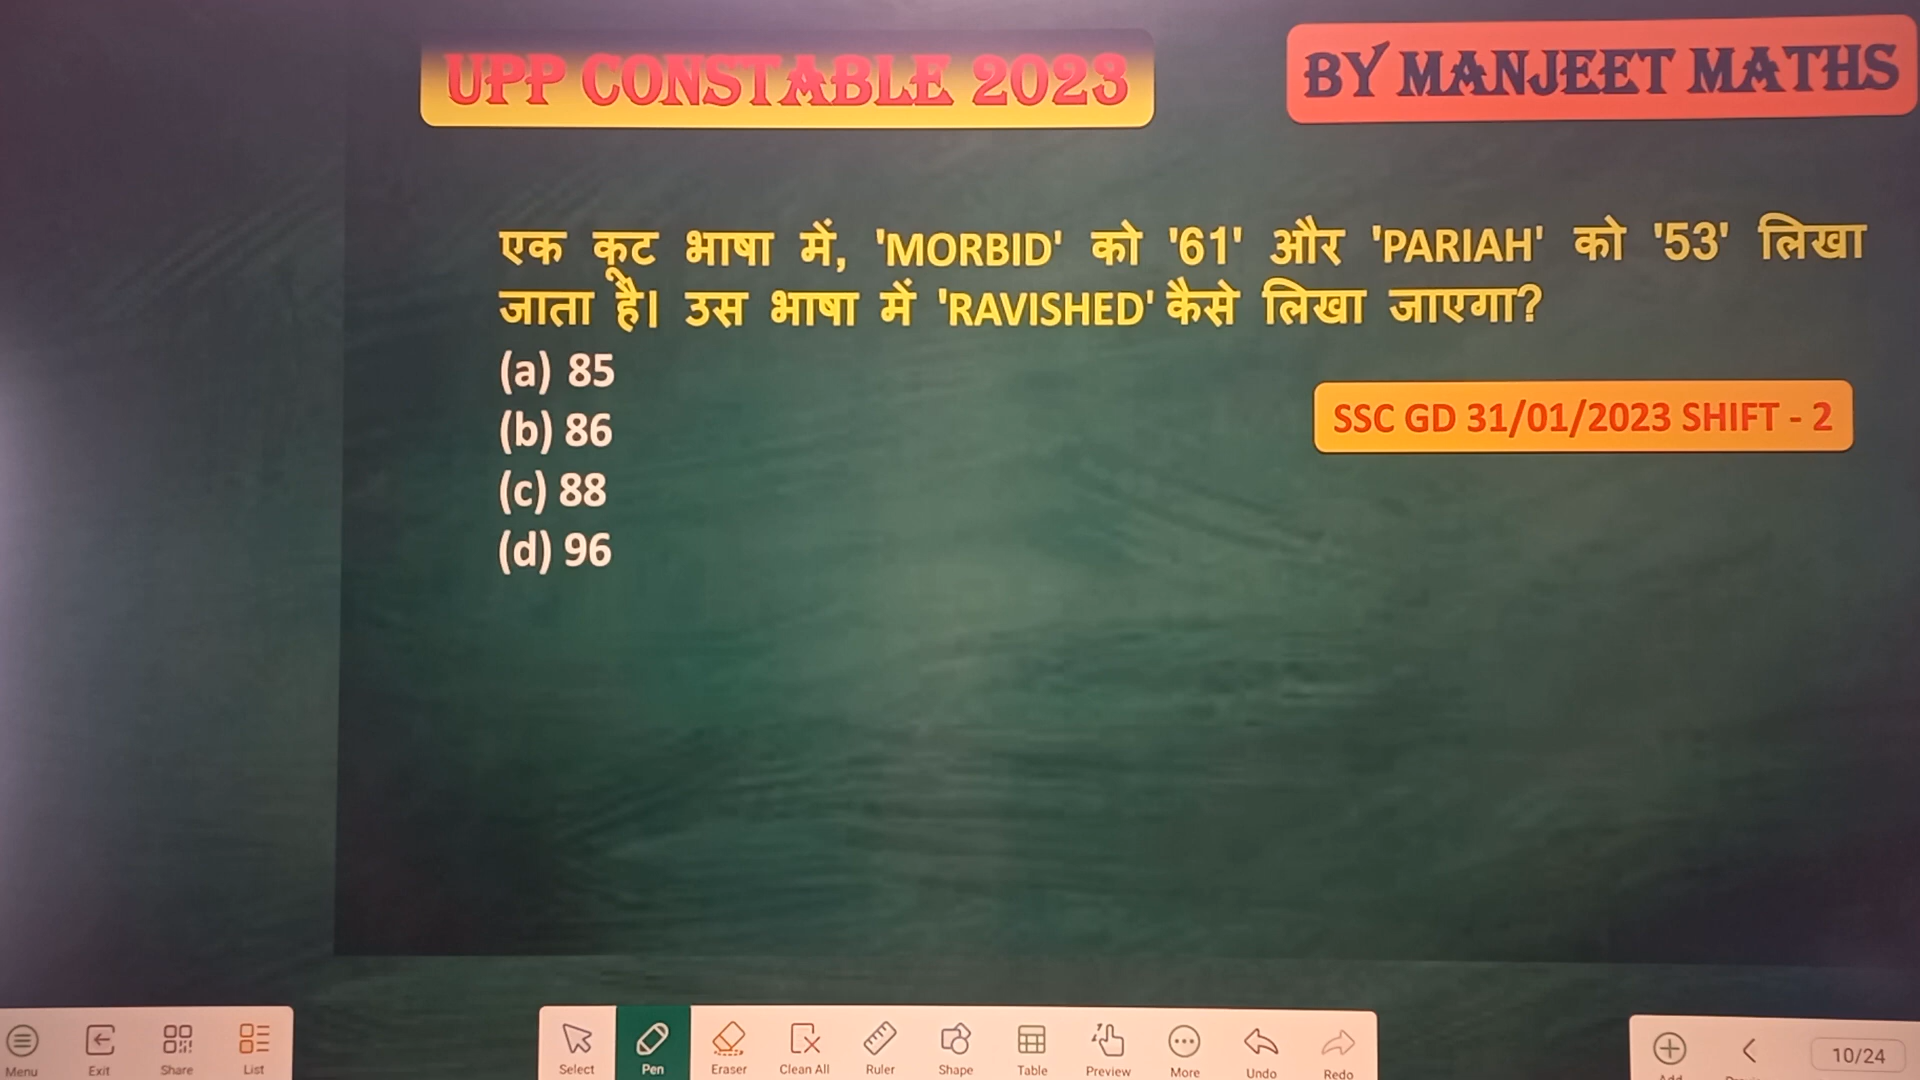 UPP CONSTABLE 2023
BY MANJEET MATHS
एक कूट भाषा में, 'MORBID' को '61' और 'PARIAH' को '53' लिखा
जाता है। उस भाषा में 'RAVISHED' कैसे लिखा जाएगा?
(a) 85
(b) 86
(c) 88
(d) 96
SSC GD 31/01/2023 SHIFT - 2
Menu Exit Share List Select Pen Eraser Clean All Ruler Shape Table Preview More Undo Redo 10/24